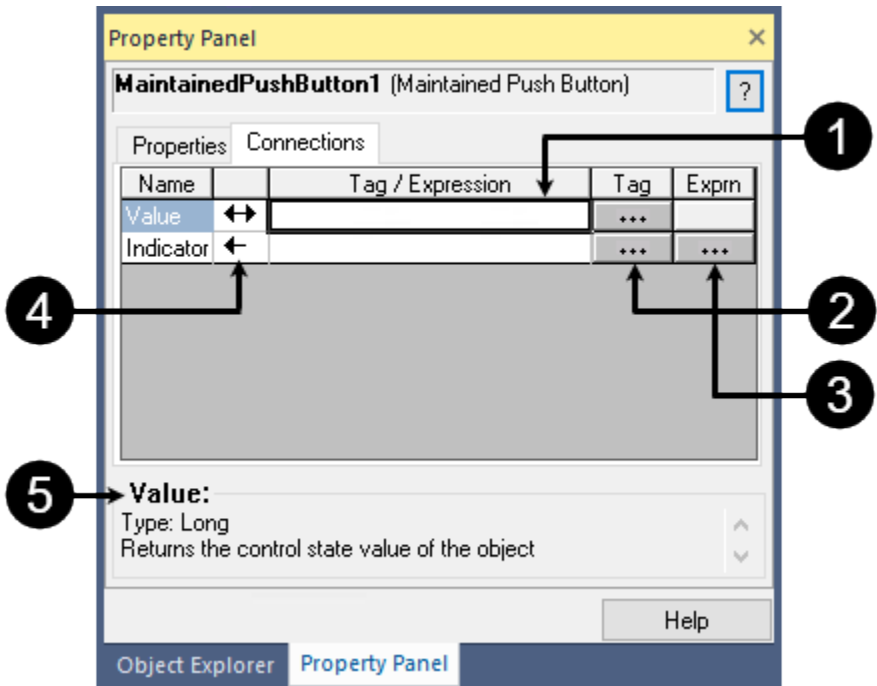 Property Panel
MaintainedPushButton1 (Maintained Push Button)
?
1
Properties Connections
Name Tag / Expression Tag Exprn
Value ...
Indicator ... ...
4
2
3
5
Value:
Type: Long
Returns the control state value of the object
Help
Object Explorer Property Panel